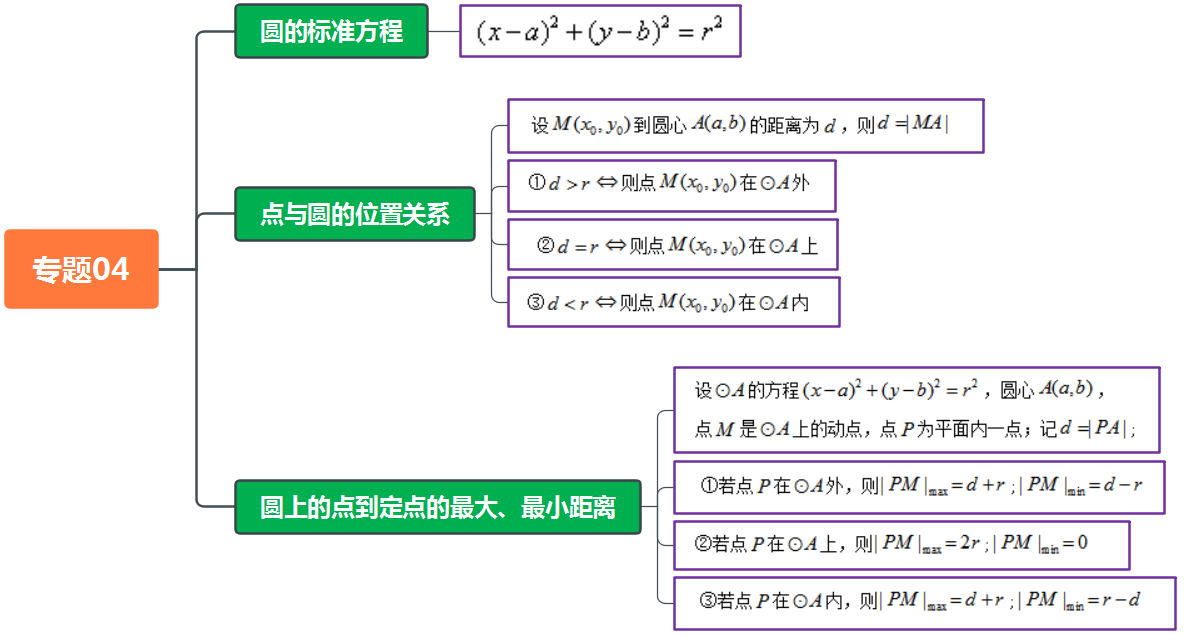 专题04
圆的标准方程
(x-a)²+(y-b)²=r²
点与圆的位置关系
设M(x₀,y₀)到圆心A(a,b)的距离为d，则d=|MA|
①d>r⇔则点M(x₀,y₀)在⊙A外
②d=r⇔则点M(x₀,y₀)在⊙A上
③d<r⇔则点M(x₀,y₀)在⊙A内
圆上的点到定点的最大、最小距离
设⊙A的方程(x-a)²+(y-b)²=r²，圆心A(a,b)，
点M是⊙A上的动点，点P为平面内一点；记d=|PA|；
①若点P在⊙A外，则|PM|max=d+r；|PM|min=d-r
②若点P在⊙A上，则|PM|max=2r；|PM|min=0
③若点P在⊙A内，则|PM|max=d+r；|PM|min=r-d